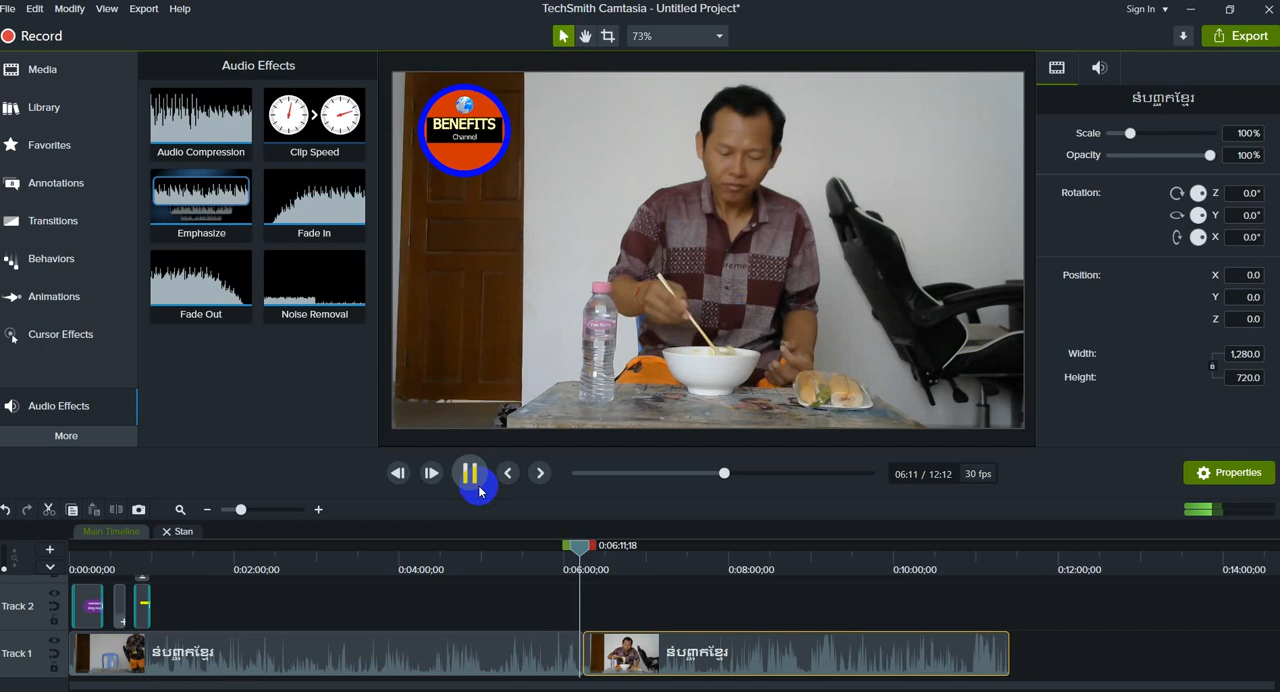 File Edit Modify View Export Help
TechSmith Camtasia - Untitled Project*
Sign In
Record
73%
Export
Media
Library
Favorites
Annotations
Transitions
Behaviors
Animations
Cursor Effects
Audio Effects
More
Audio Effects
Audio Compression
Clip Speed
Emphasize
Fade In
Fade Out
Noise Removal
BENEFITS
Channel
នំបញ្ចុកខ្មែរ
Scale 100%
Opacity 100%
Rotation: Z 0.0°
Y 0.0°
X 0.0°
Position: X 0.0
Y 0.0
Z 0.0
Width: 1,280.0
Height: 720.0
06:11 / 12:12 30 fps
Properties
Main Timeline
Stan
0:06:11;18
0:00:00;00 0:02:00;00 0:04:00;00 0:06:00;00 0:08:00;00 0:10:00;00 0:12:00;00 0:14:00;00
Track 2
Track 1
នំបញ្ចុកខ្មែរ
នំបញ្ចុកខ្មែរ